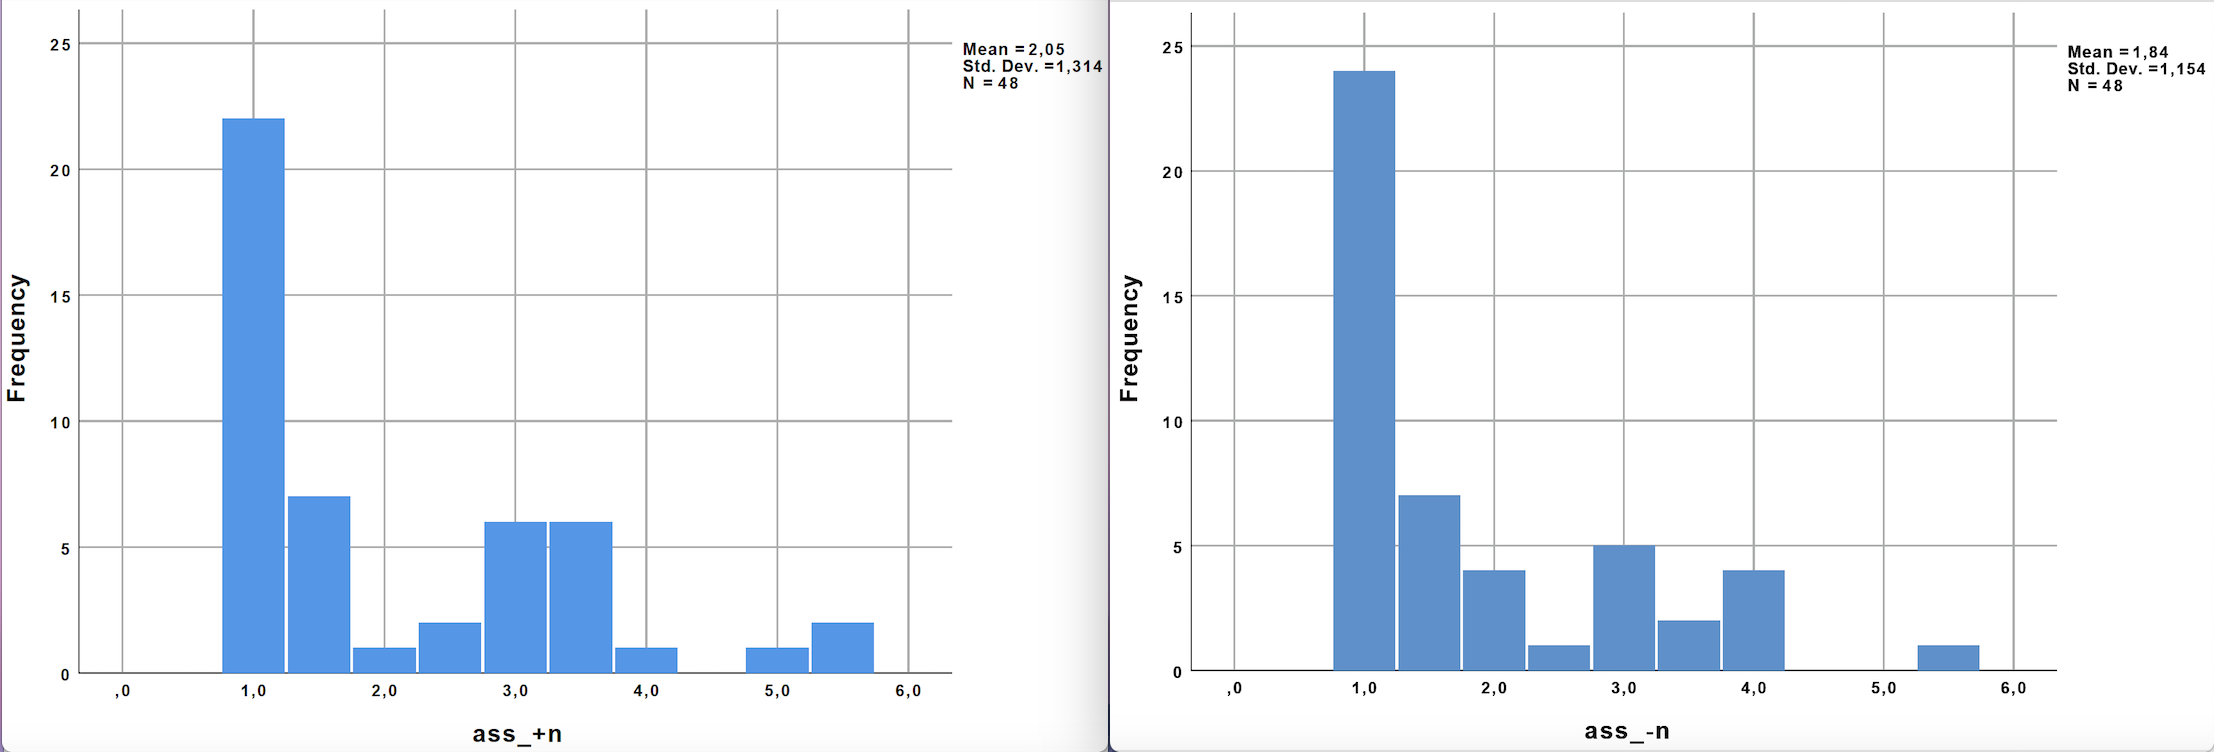 25
20
15
10
5
0
Frequency
,0 1,0 2,0 3,0 4,0 5,0 6,0
ass_+n
Mean =2,05
Std. Dev. =1,314
N = 48
25
20
15
10
5
0
Frequency
,0 1,0 2,0 3,0 4,0 5,0 6,0
ass_-n
Mean =1,84
Std. Dev. =1,154
N = 48